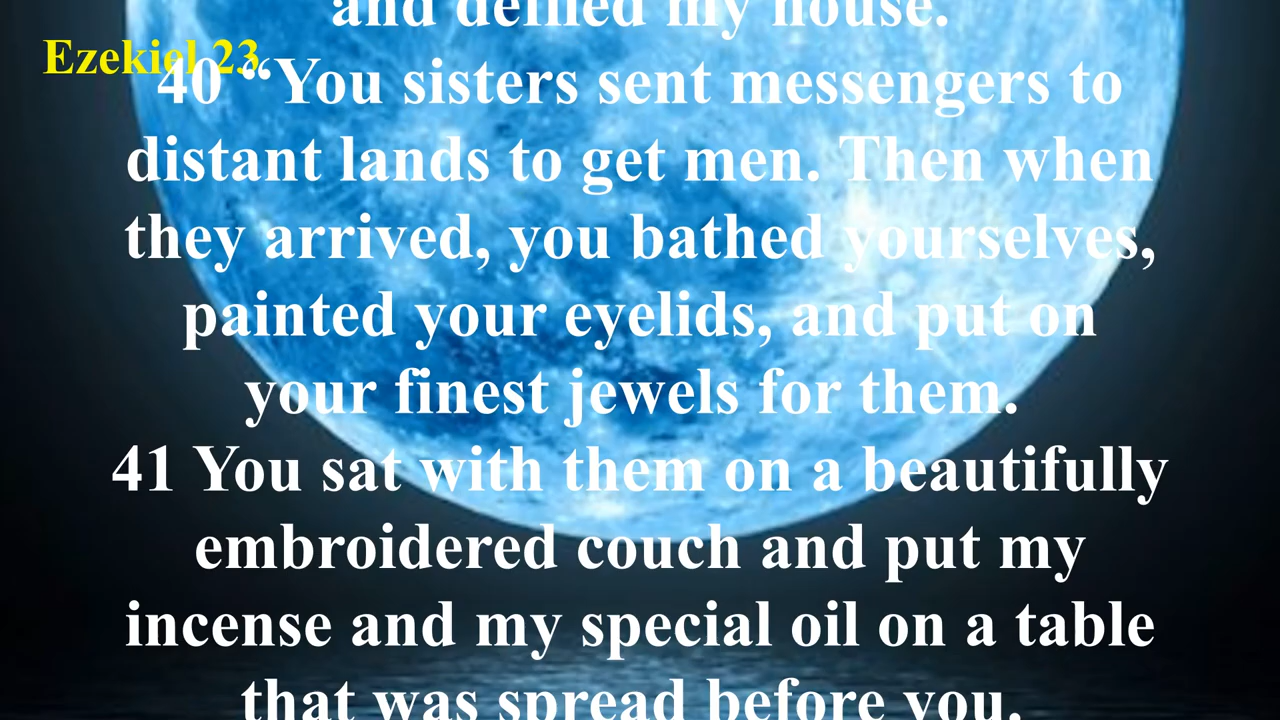 and defiled my house.
Ezekiel 23
40 “You sisters sent messengers to
distant lands to get men. Then when
they arrived, you bathed yourselves,
painted your eyelids, and put on
your finest jewels for them.
41 You sat with them on a beautifully
embroidered couch and put my
incense and my special oil on a table
that was spread before you.